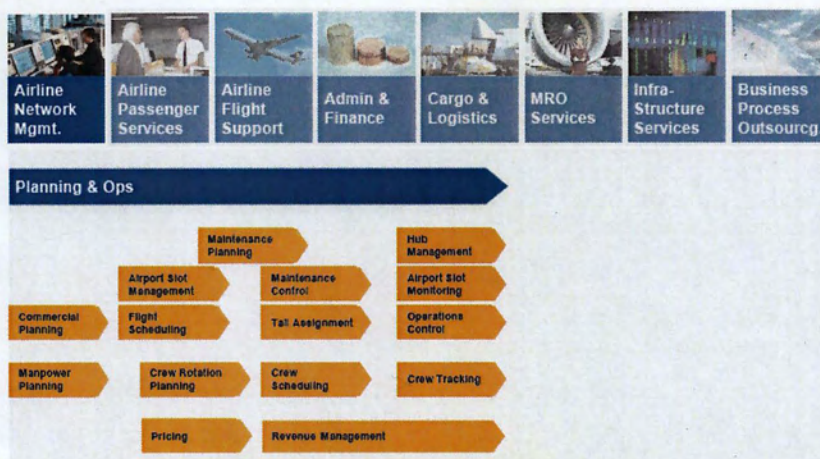 Airline
Network
Mgmt.
Airline
Passenger
Services
Airline
Flight
Support
Admin &
Finance
Cargo &
Logistics
MRO
Services
Infra-
Structure
Services
Business
Process
Outsourcg.
Planning & Ops
Maintenance
Planning
Hub
Management
Airport Slot
Management
Maintenance
Control
Airport Slot
Monitoring
Commercial
Planning
Flight
Scheduling
Tail Assignment
Operations
Control
Manpower
Planning
Crew Rotation
Planning
Crew
Scheduling
Crew Tracking
Pricing
Revenue Management